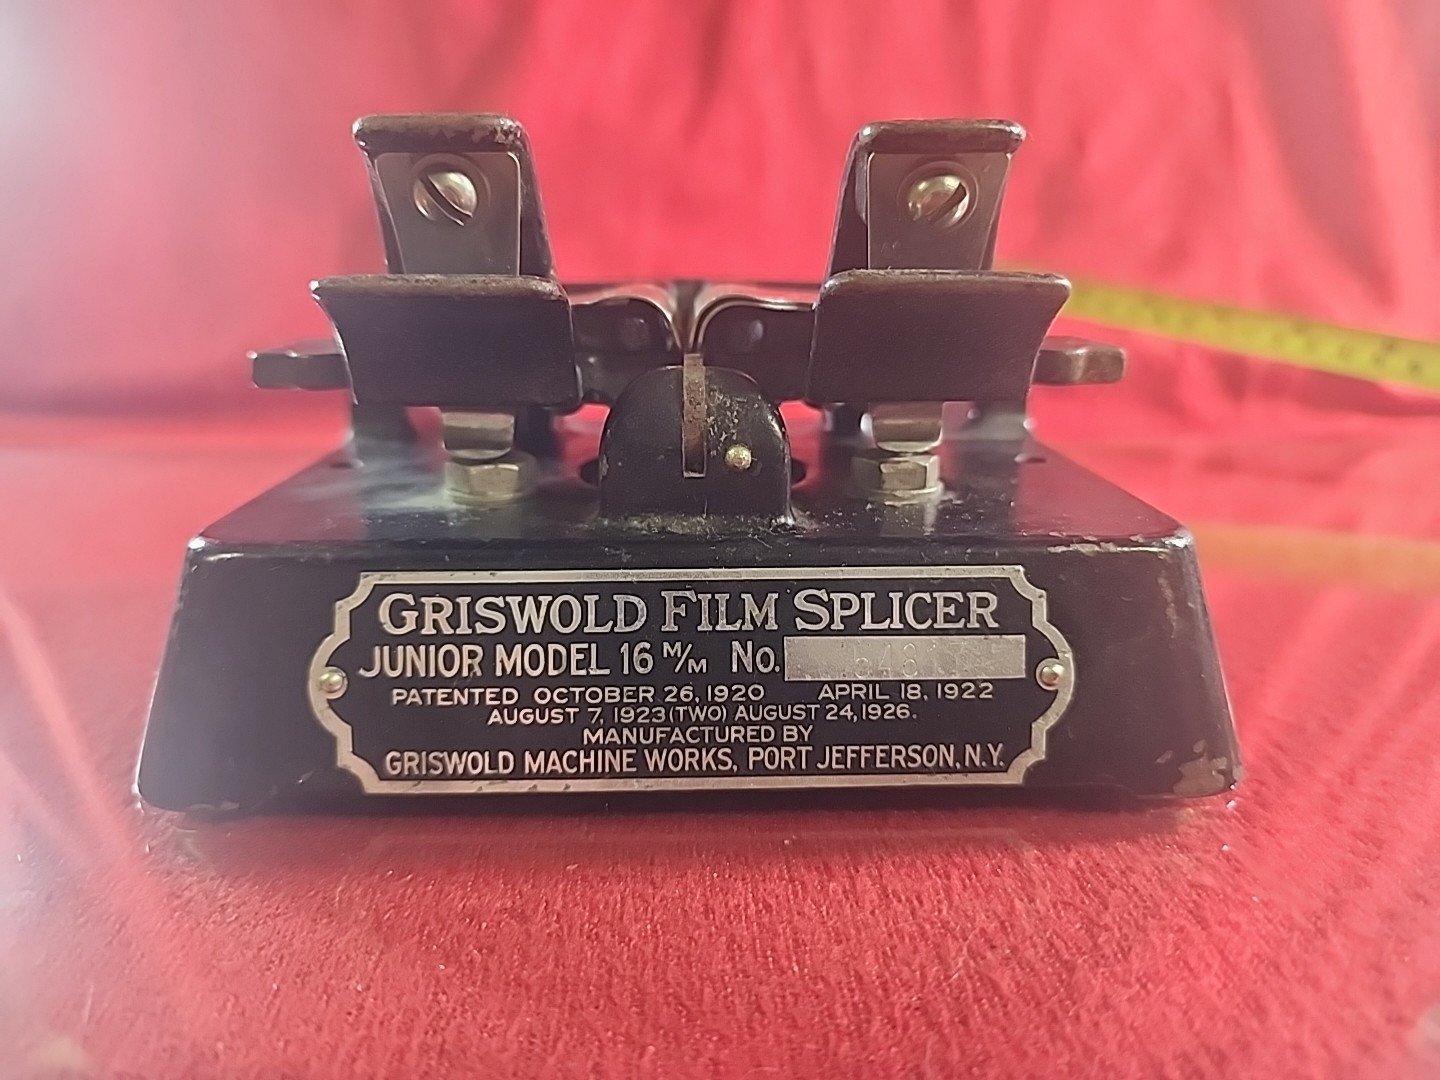 GRISWOLD FILM SPLICER
JUNIOR MODEL 16 M/M No.
PATENTED OCTOBER 26, 1920 APRIL 18, 1922
AUGUST 7, 1923 (TWO) AUGUST 24, 1926.
MANUFACTURED BY
GRISWOLD MACHINE WORKS, PORT JEFFERSON, N.Y.